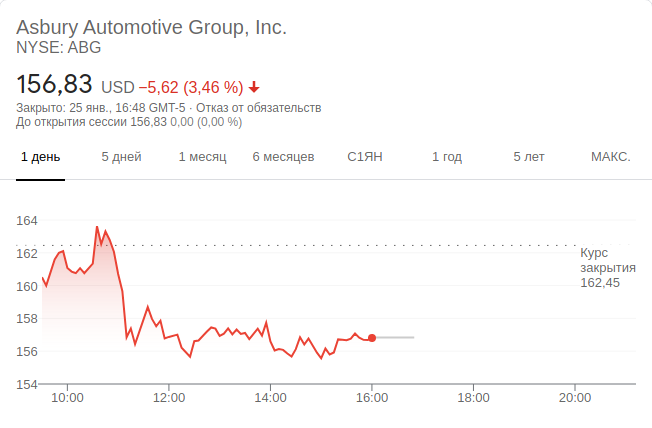 Asbury Automotive Group, Inc.
NYSE: ABG
156,83 USD −5,62 (3,46 %)
Закрыто: 25 янв., 16:48 GMT-5 · Отказ от обязательств
До открытия сессии 156,83 0,00 (0,00 %)
1 день 5 дней 1 месяц 6 месяцев С1ЯН 1 год 5 лет МАКС.
164
162
160
158
156
154
Курс
закрытия
162,45
10:00 12:00 14:00 16:00 18:00 20:00